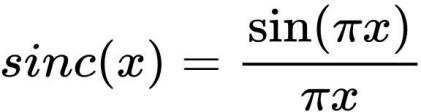 sinc(x) = sin(πx) / πx